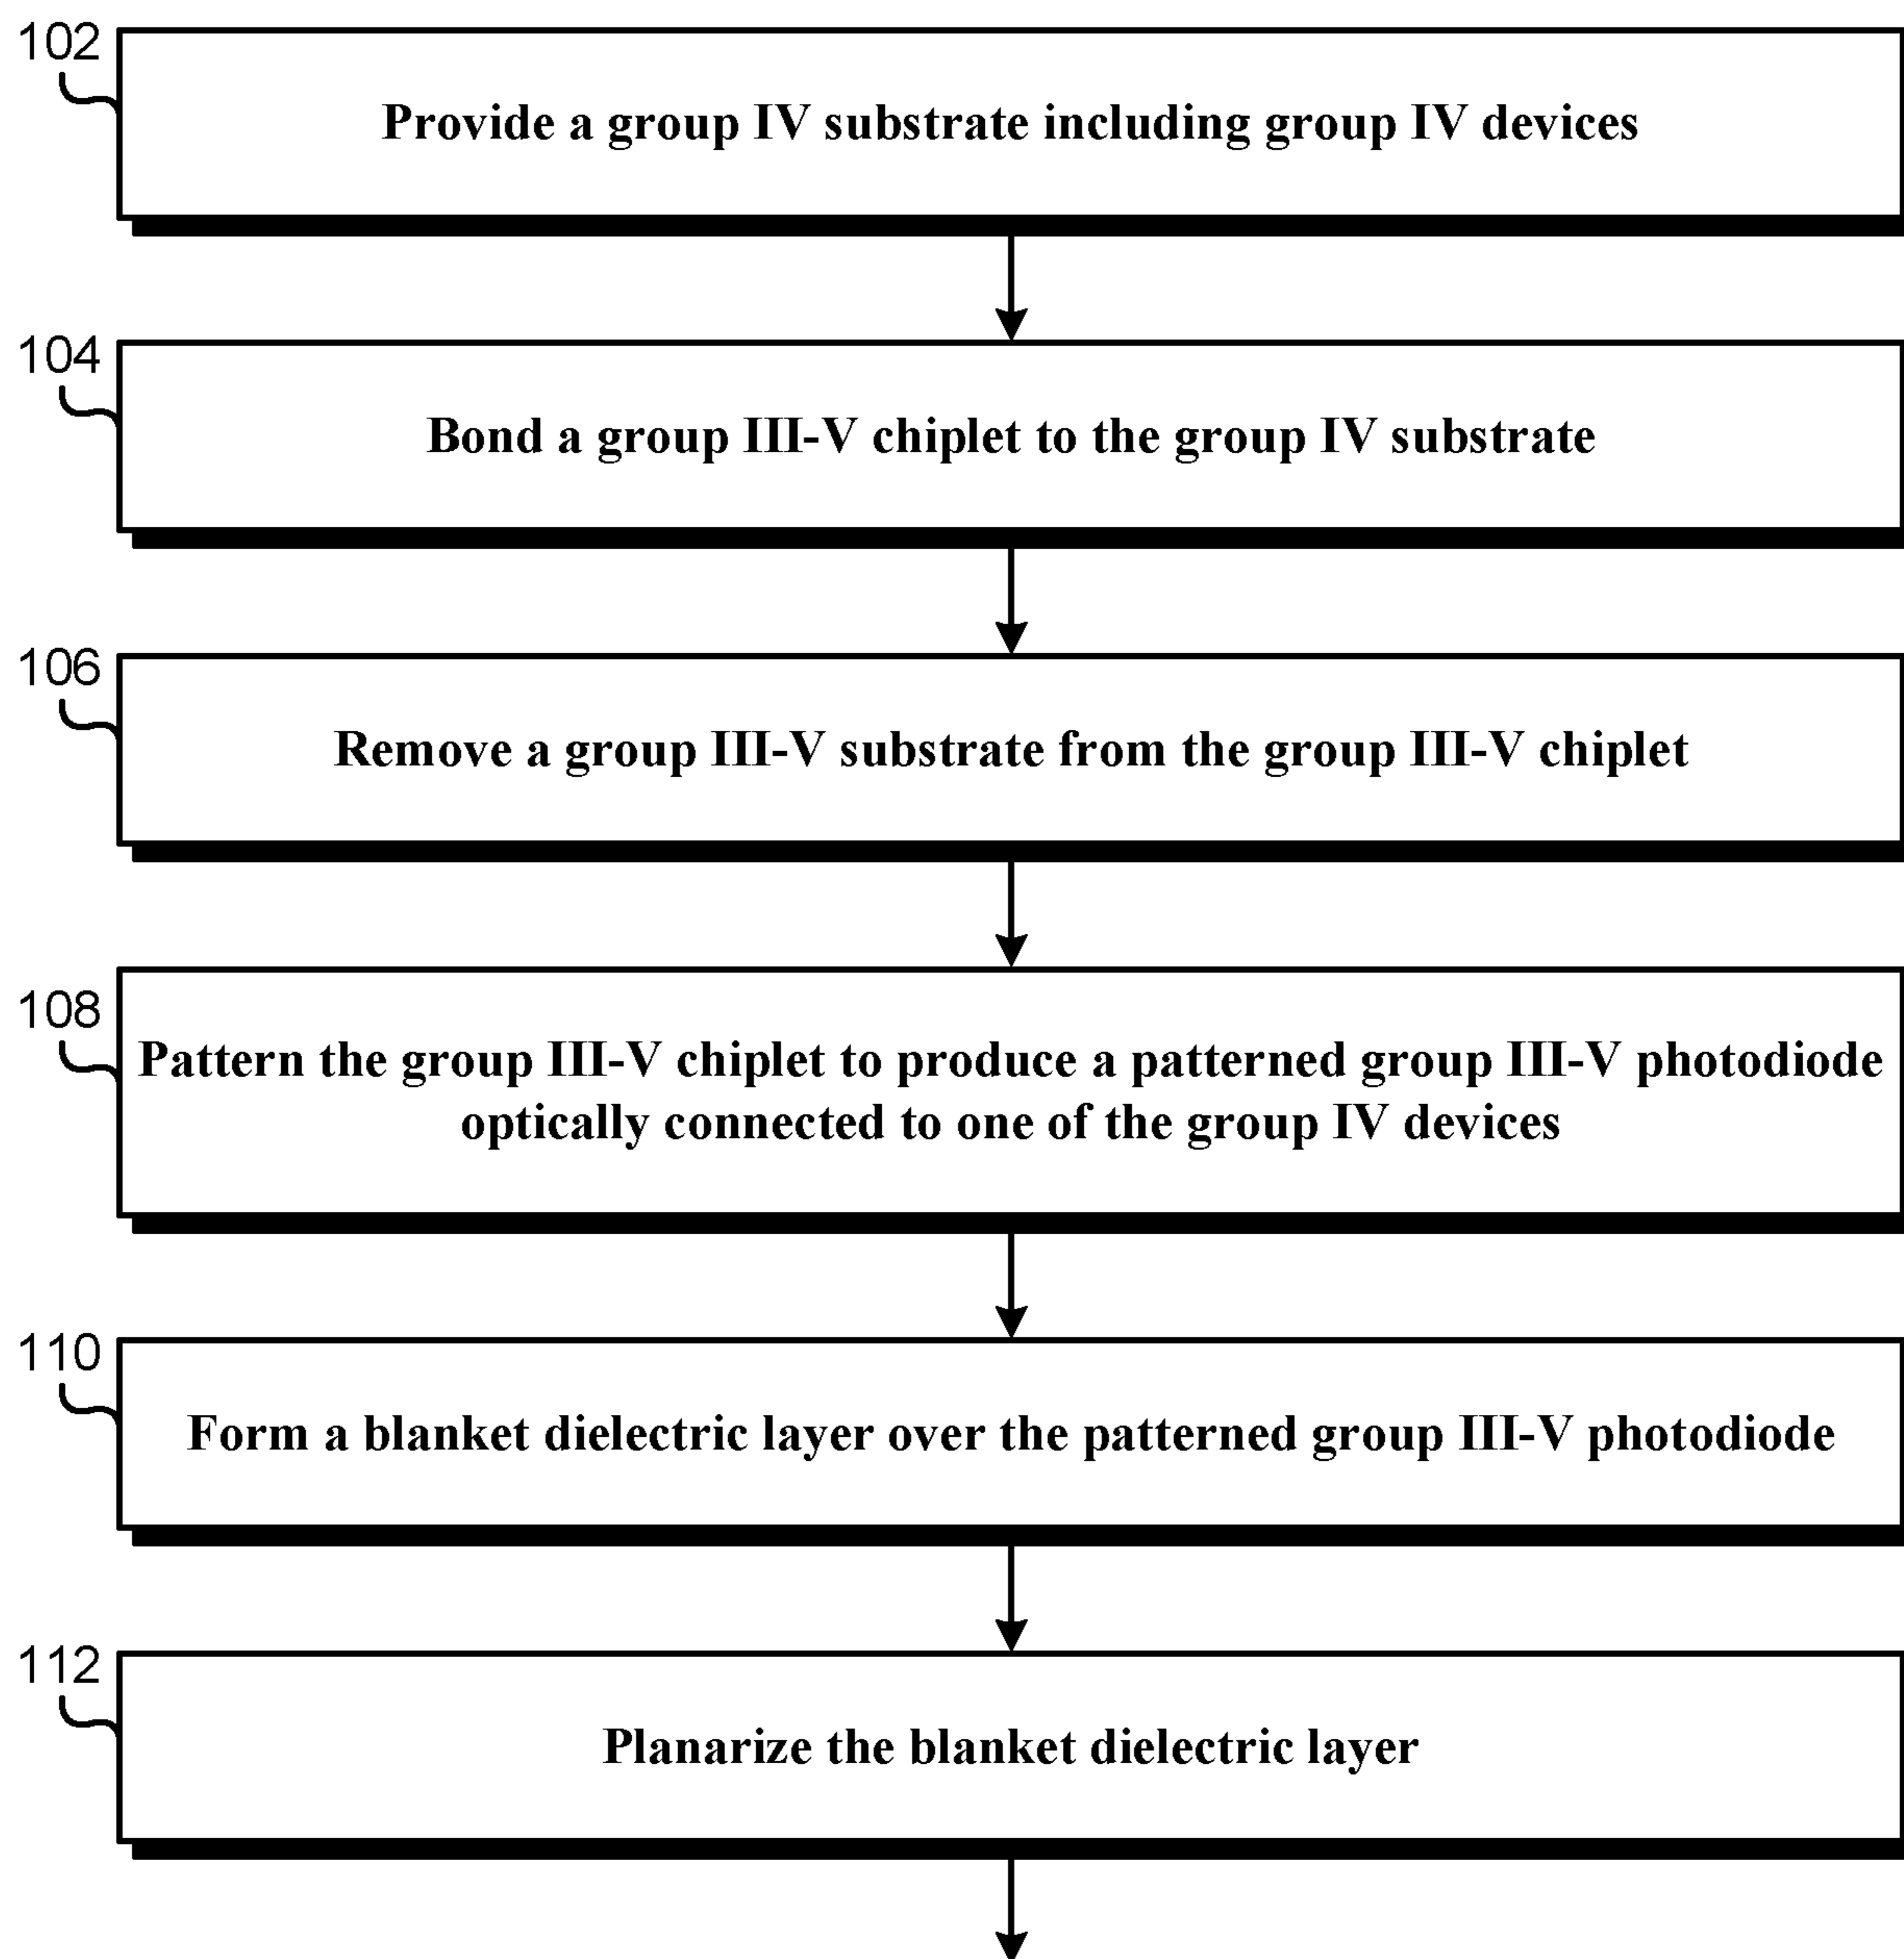 102
Provide a group IV substrate including group IV devices
104
Bond a group III-V chiplet to the group IV substrate
106
Remove a group III-V substrate from the group III-V chiplet
108
Pattern the group III-V chiplet to produce a patterned group III-V photodiode
optically connected to one of the group IV devices
110
Form a blanket dielectric layer over the patterned group III-V photodiode
112
Planarize the blanket dielectric layer